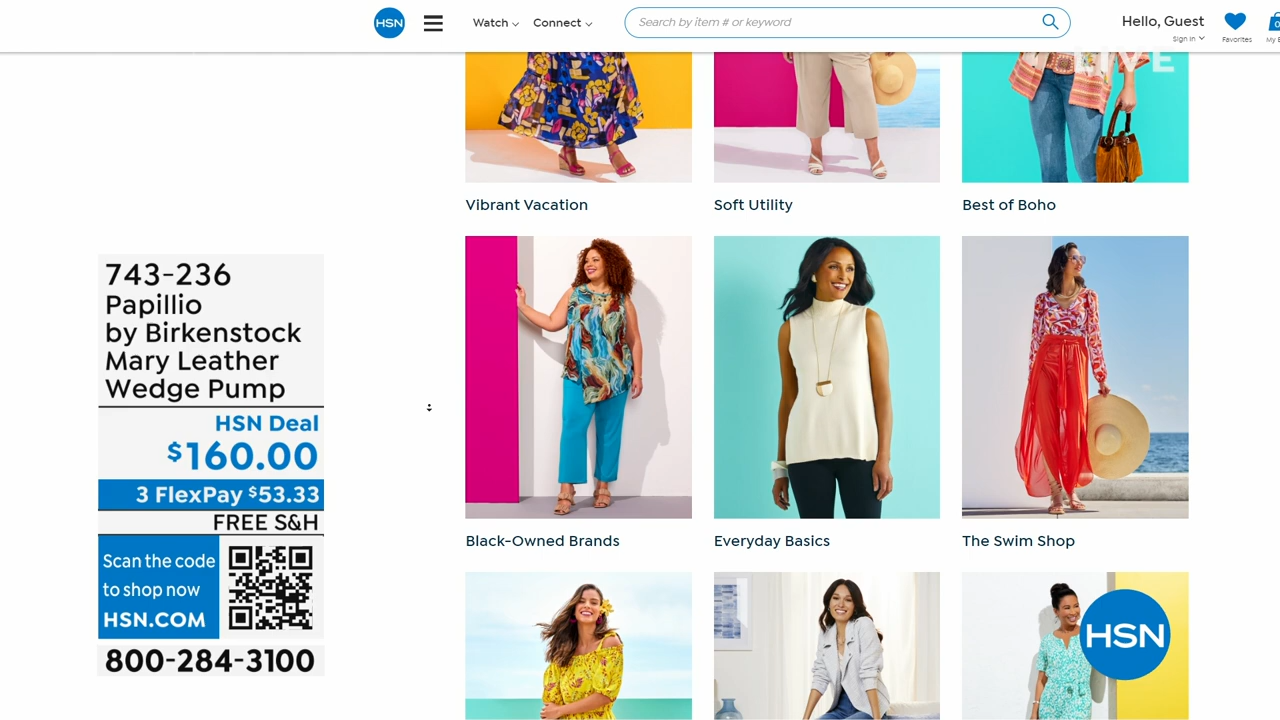 HSN
Watch
Connect
Search by item # or keyword
Hello, Guest
Sign In
Favorites
0
My
LIVE
Vibrant Vacation
Soft Utility
Best of Boho
743-236
Papillio
by Birkenstock
Mary Leather
Wedge Pump
HSN Deal
$160.00
3 FlexPay $53.33
FREE S&H
Scan the code
to shop now
HSN.COM
800-284-3100
Black-Owned Brands
Everyday Basics
The Swim Shop
HSN